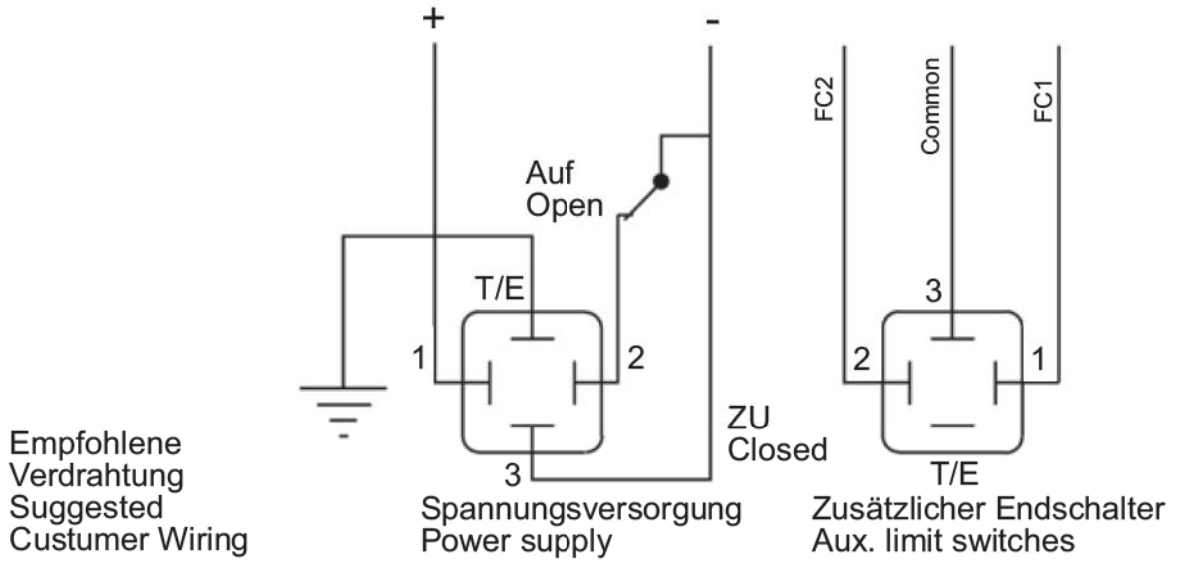 +
-
FC2
Common
FC1
Auf
Open
T/E
3
1
2
2
1
ZU
Closed
3
T/E
Empfohlene
Verdrahtung
Suggested
Custumer Wiring
Spannungsversorgung
Power supply
Zusätzlicher Endschalter
Aux. limit switches